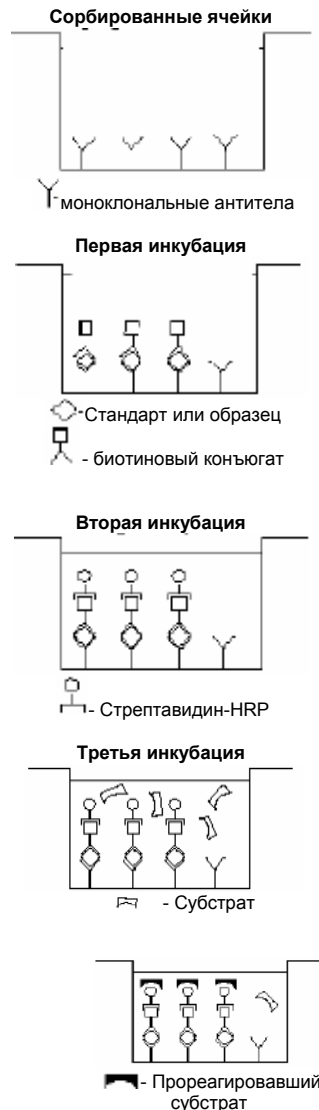 Сорбированные ячейки
моноклональные антитела
Первая инкубация
-Стандарт или образец
- биотиновый конъюгат
Вторая инкубация
- Стрептавидин-HRP
Третья инкубация
- Субстрат
- Прореагировавший
субстрат